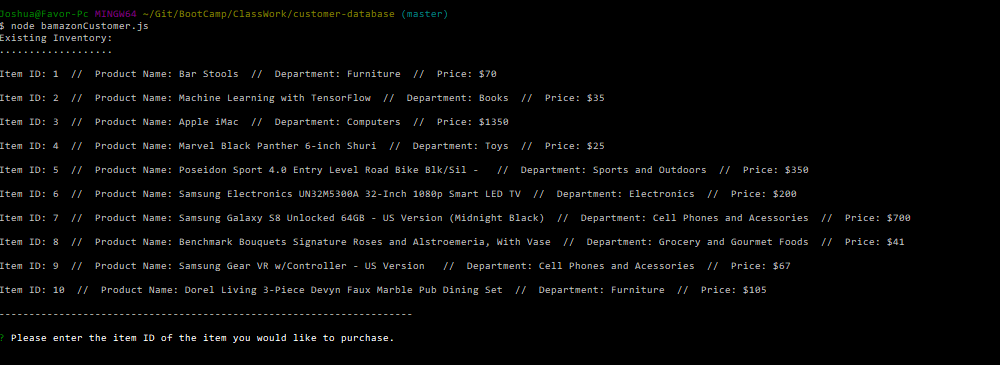 Joshua@Favor-Pc MINGW64 ~/Git/BootCamp/ClassWork/customer-database (master)
$ node bamazonCustomer.js
Existing Inventory:
...................
Item ID: 1  //  Product Name: Bar Stools  //  Department: Furniture  //  Price: $70
Item ID: 2  //  Product Name: Machine Learning with TensorFlow  //  Department: Books  //  Price: $35
Item ID: 3  //  Product Name: Apple iMac  //  Department: Computers  //  Price: $1350
Item ID: 4  //  Product Name: Marvel Black Panther 6-inch Shuri  //  Department: Toys  //  Price: $25
Item ID: 5  //  Product Name: Poseidon Sport 4.0 Entry Level Road Bike Blk/Sil -   //  Department: Sports and Outdoors  //  Price: $350
Item ID: 6  //  Product Name: Samsung Electronics UN32M5300A 32-Inch 1080p Smart LED TV  //  Department: Electronics  //  Price: $200
Item ID: 7  //  Product Name: Samsung Galaxy S8 Unlocked 64GB - US Version (Midnight Black)  //  Department: Cell Phones and Acessories  //  Price: $700
Item ID: 8  //  Product Name: Benchmark Bouquets Signature Roses and Alstroemeria, With Vase  //  Department: Grocery and Gourmet Foods  //  Price: $41
Item ID: 9  //  Product Name: Samsung Gear VR w/Controller - US Version   //  Department: Cell Phones and Acessories  //  Price: $67
Item ID: 10  //  Product Name: Dorel Living 3-Piece Devyn Faux Marble Pub Dining Set  //  Department: Furniture  //  Price: $105
---------------------------------------------------------------------
? Please enter the item ID of the item you would like to purchase.